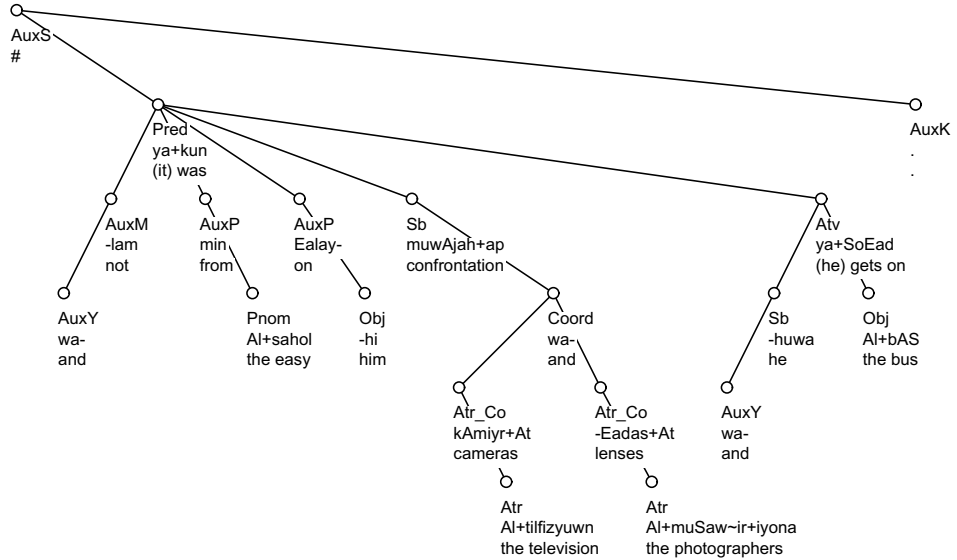 AuxS
#
Pred
ya+kun
(it) was
AuxK
.
.
AuxM
-lam
not
AuxP
min
from
AuxP
Ealay-
on
Sb
muwAjah+ap
confrontation
Atv
ya+SoEad
(he) gets on
AuxY
wa-
and
Pnom
Al+sahol
the easy
Obj
-hi
him
Coord
wa-
and
Sb
-huwa
he
Obj
Al+bAS
the bus
Atr_Co
kAmiyr+At
cameras
Atr_Co
-Eadas+At
lenses
AuxY
wa-
and
Atr
Al+tilfizyuwn
the television
Atr
Al+muSaw~ir+iyona
the photographers